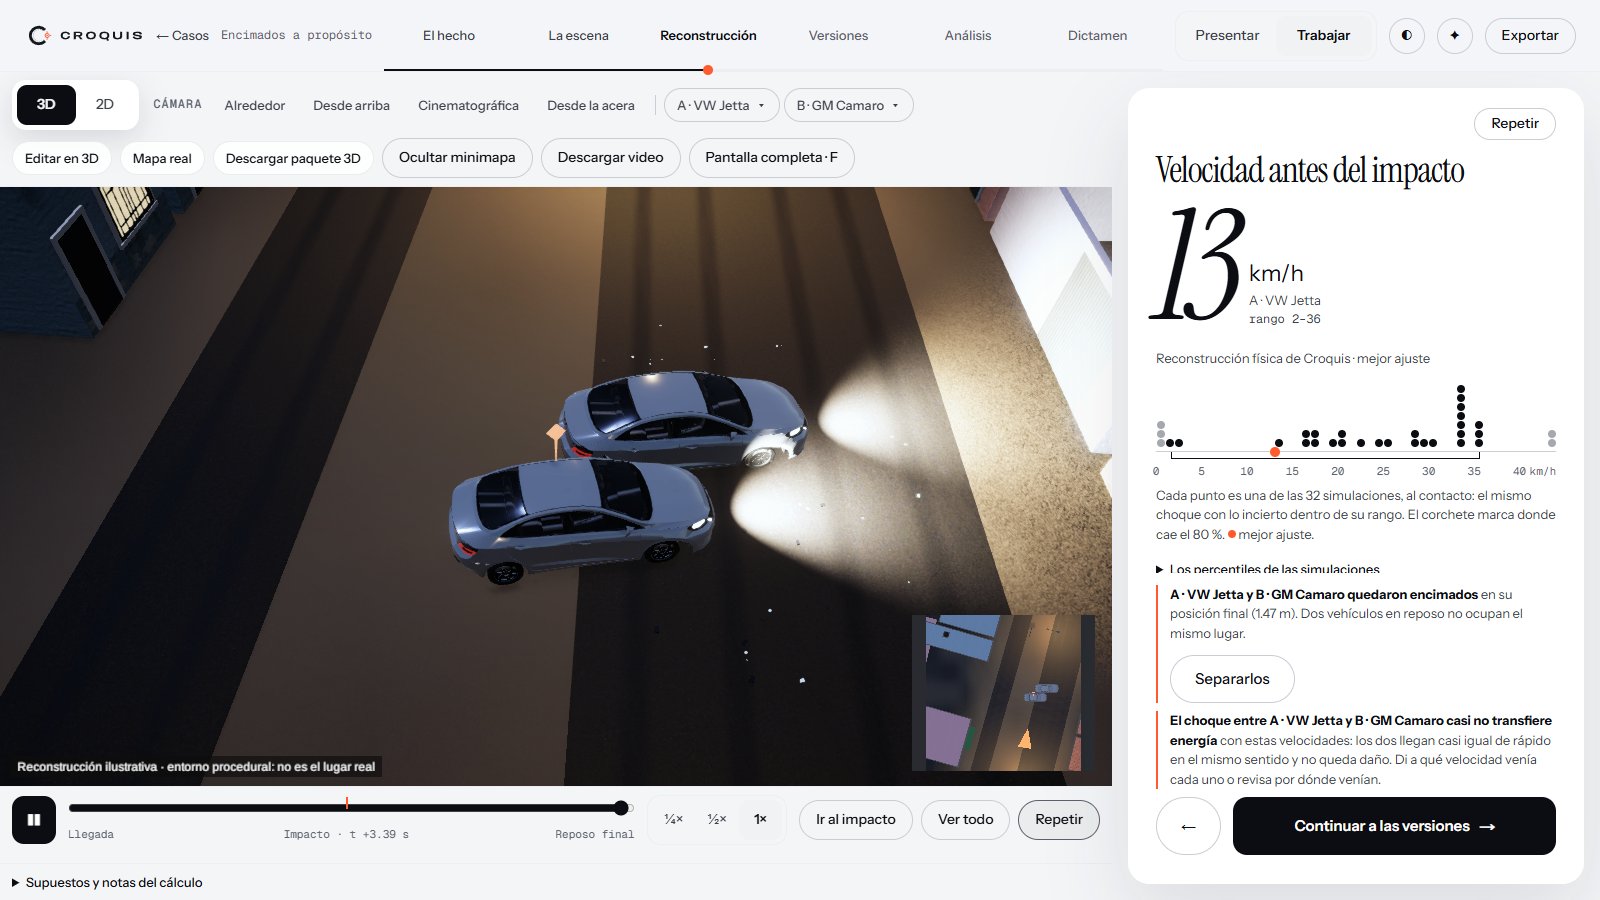 CROQUIS
← Casos
Encimados a propósito
El hecho
La escena
Reconstrucción
Versiones
Análisis
Dictamen
Presentar
Trabajar
Exportar
3D
2D
CÁMARA
Alrededor
Desde arriba
Cinematográfica
Desde la acera
A · VW Jetta
B · GM Camaro
Editar en 3D
Mapa real
Descargar paquete 3D
Ocultar minimapa
Descargar video
Pantalla completa · F
Reconstrucción ilustrativa - entorno procedural: no es el lugar real
Llegada
Impacto · t +3.39 s
Reposo final
¼×
½×
1×
Ir al impacto
Ver todo
Repetir
Supuestos y notas del cálculo
Repetir
Velocidad antes del impacto
13
km/h
A · VW Jetta
rango 2–36
Reconstrucción física de Croquis · mejor ajuste
0 5 10 15 20 25 30 35 40 km/h
Cada punto es una de las 32 simulaciones, al contacto: el mismo
choque con lo incierto dentro de su rango. El corchete marca donde
cae el 80 %. mejor ajuste.
Los percentiles de las simulaciones
A · VW Jetta y B · GM Camaro quedaron encimados en su
posición final (1.47 m). Dos vehículos en reposo no ocupan el
mismo lugar.
Separarlos
El choque entre A · VW Jetta y B · GM Camaro casi no transfiere
energía con estas velocidades: los dos llegan casi igual de rápido
en el mismo sentido y no queda daño. Di a qué velocidad venía
cada uno o revisa por dónde venían.
←
Continuar a las versiones →